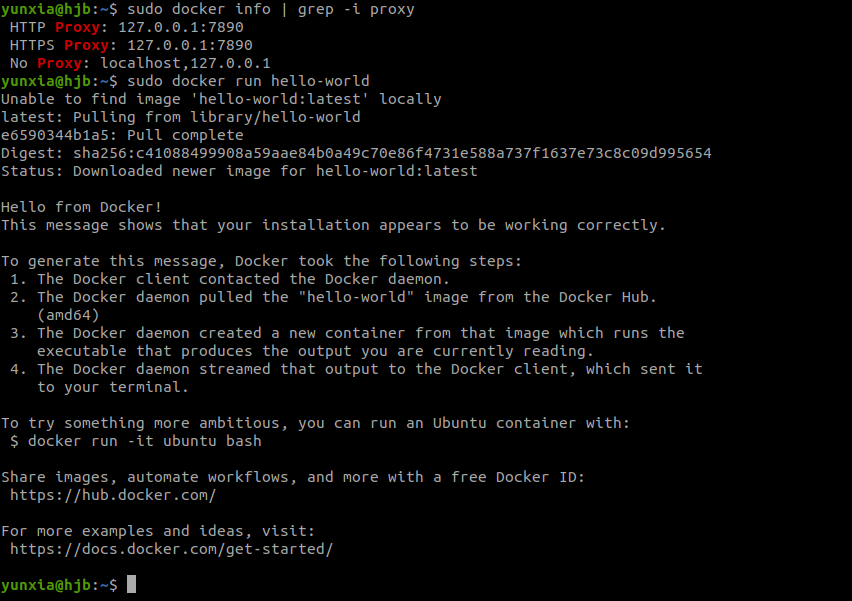 yunxia@hjb:~$ sudo docker info | grep -i proxy
 HTTP Proxy: 127.0.0.1:7890
 HTTPS Proxy: 127.0.0.1:7890
 No Proxy: localhost,127.0.0.1
yunxia@hjb:~$ sudo docker run hello-world
Unable to find image 'hello-world:latest' locally
latest: Pulling from library/hello-world
e6590344b1a5: Pull complete
Digest: sha256:c41088499908a59aae84b0a49c70e86f4731e588a737f1637e73c8c09d995654
Status: Downloaded newer image for hello-world:latest

Hello from Docker!
This message shows that your installation appears to be working correctly.

To generate this message, Docker took the following steps:
 1. The Docker client contacted the Docker daemon.
 2. The Docker daemon pulled the "hello-world" image from the Docker Hub.
    (amd64)
 3. The Docker daemon created a new container from that image which runs the
    executable that produces the output you are currently reading.
 4. The Docker daemon streamed that output to the Docker client, which sent it
    to your terminal.

To try something more ambitious, you can run an Ubuntu container with:
 $ docker run -it ubuntu bash

Share images, automate workflows, and more with a free Docker ID:
 https://hub.docker.com/

For more examples and ideas, visit:
 https://docs.docker.com/get-started/

yunxia@hjb:~$